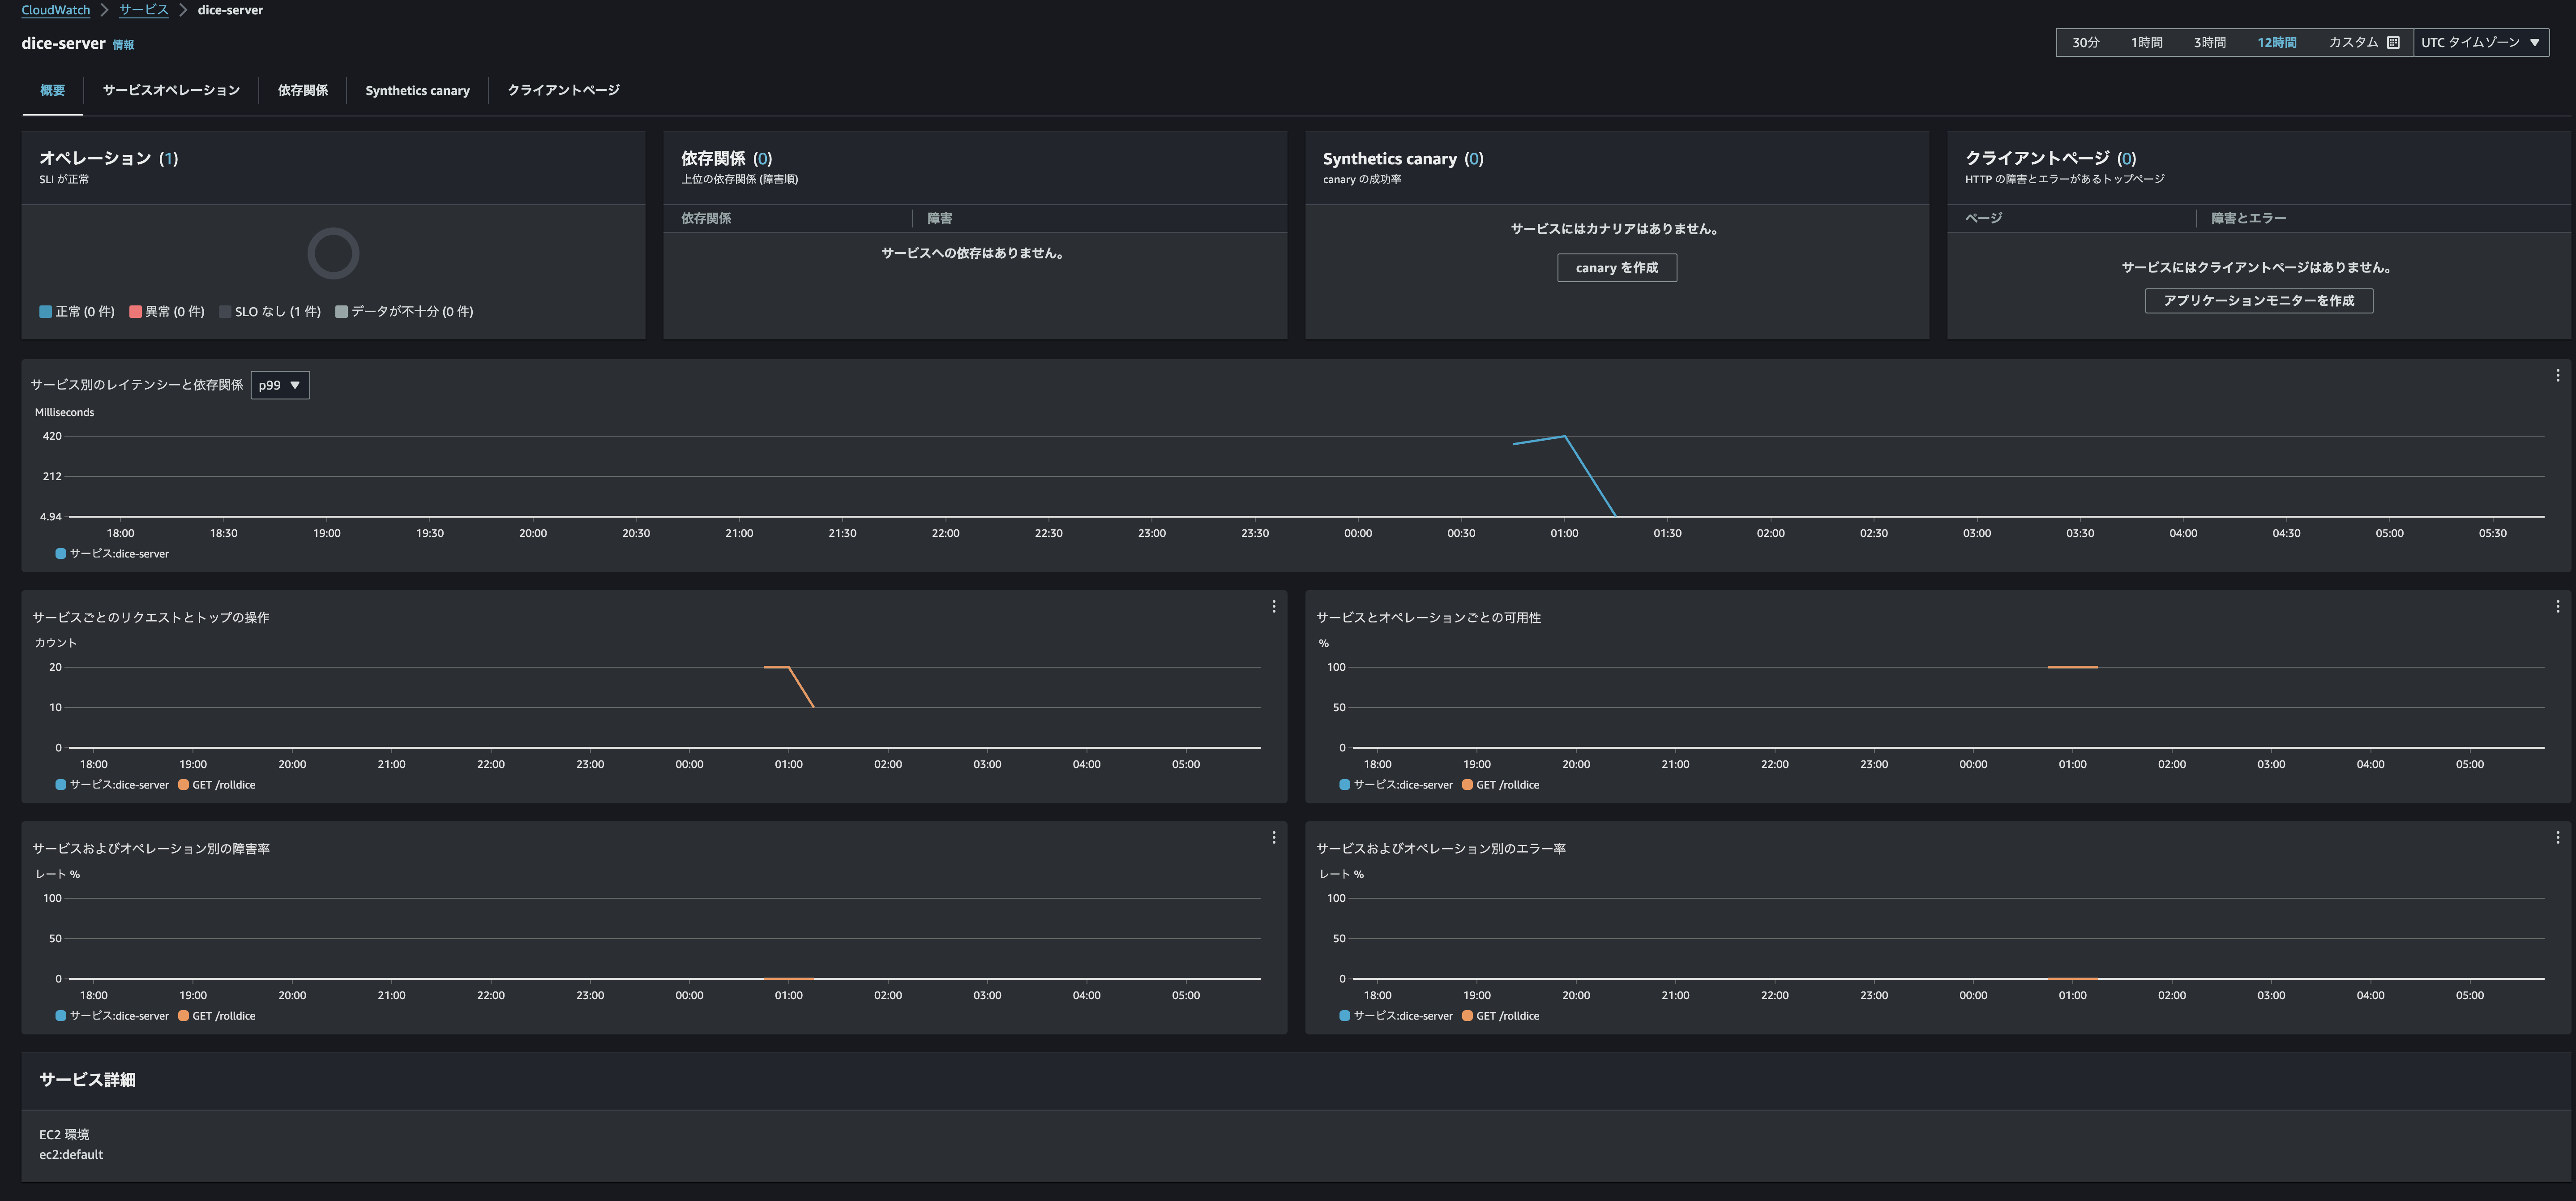 CloudWatch > サービス > dice-server
dice-server 情報
30分 1時間 3時間 12時間 カスタム UTC タイムゾーン ▼
概要 サービスオペレーション 依存関係 Synthetics canary クライアントページ
オペレーション (1)
SLI が正常
正常 (0 件) 異常 (0 件) SLO なし (1 件) データが不十分 (0 件)
依存関係 (0)
上位の依存関係 (障害順)
依存関係 障害
サービスへの依存はありません。
Synthetics canary (0)
canary の成功率
サービスにはカナリアはありません。
canary を作成
クライアントページ (0)
HTTP の障害とエラーがあるトップページ
ページ 障害とエラー
サービスにはクライアントページはありません。
アプリケーションモニターを作成
サービス別のレイテンシーと依存関係 p99 ▼
Milliseconds
420
212
4.94
18:00 18:30 19:00 19:30 20:00 20:30 21:00 21:30 22:00 22:30 23:00 23:30 00:00 00:30 01:00 01:30 02:00 02:30 03:00 03:30 04:00 04:30 05:00 05:30
サービス:dice-server
サービスごとのリクエストとトップの操作
カウント
20
10
0
18:00 19:00 20:00 21:00 22:00 23:00 00:00 01:00 02:00 03:00 04:00 05:00
サービス:dice-server GET /rolldice
サービスとオペレーションごとの可用性
%
100
50
0
18:00 19:00 20:00 21:00 22:00 23:00 00:00 01:00 02:00 03:00 04:00 05:00
サービス:dice-server GET /rolldice
サービスおよびオペレーション別の障害率
レート %
100
50
0
18:00 19:00 20:00 21:00 22:00 23:00 00:00 01:00 02:00 03:00 04:00 05:00
サービス:dice-server GET /rolldice
サービスおよびオペレーション別のエラー率
レート %
100
50
0
18:00 19:00 20:00 21:00 22:00 23:00 00:00 01:00 02:00 03:00 04:00 05:00
サービス:dice-server GET /rolldice
サービス詳細
EC2 環境
ec2:default